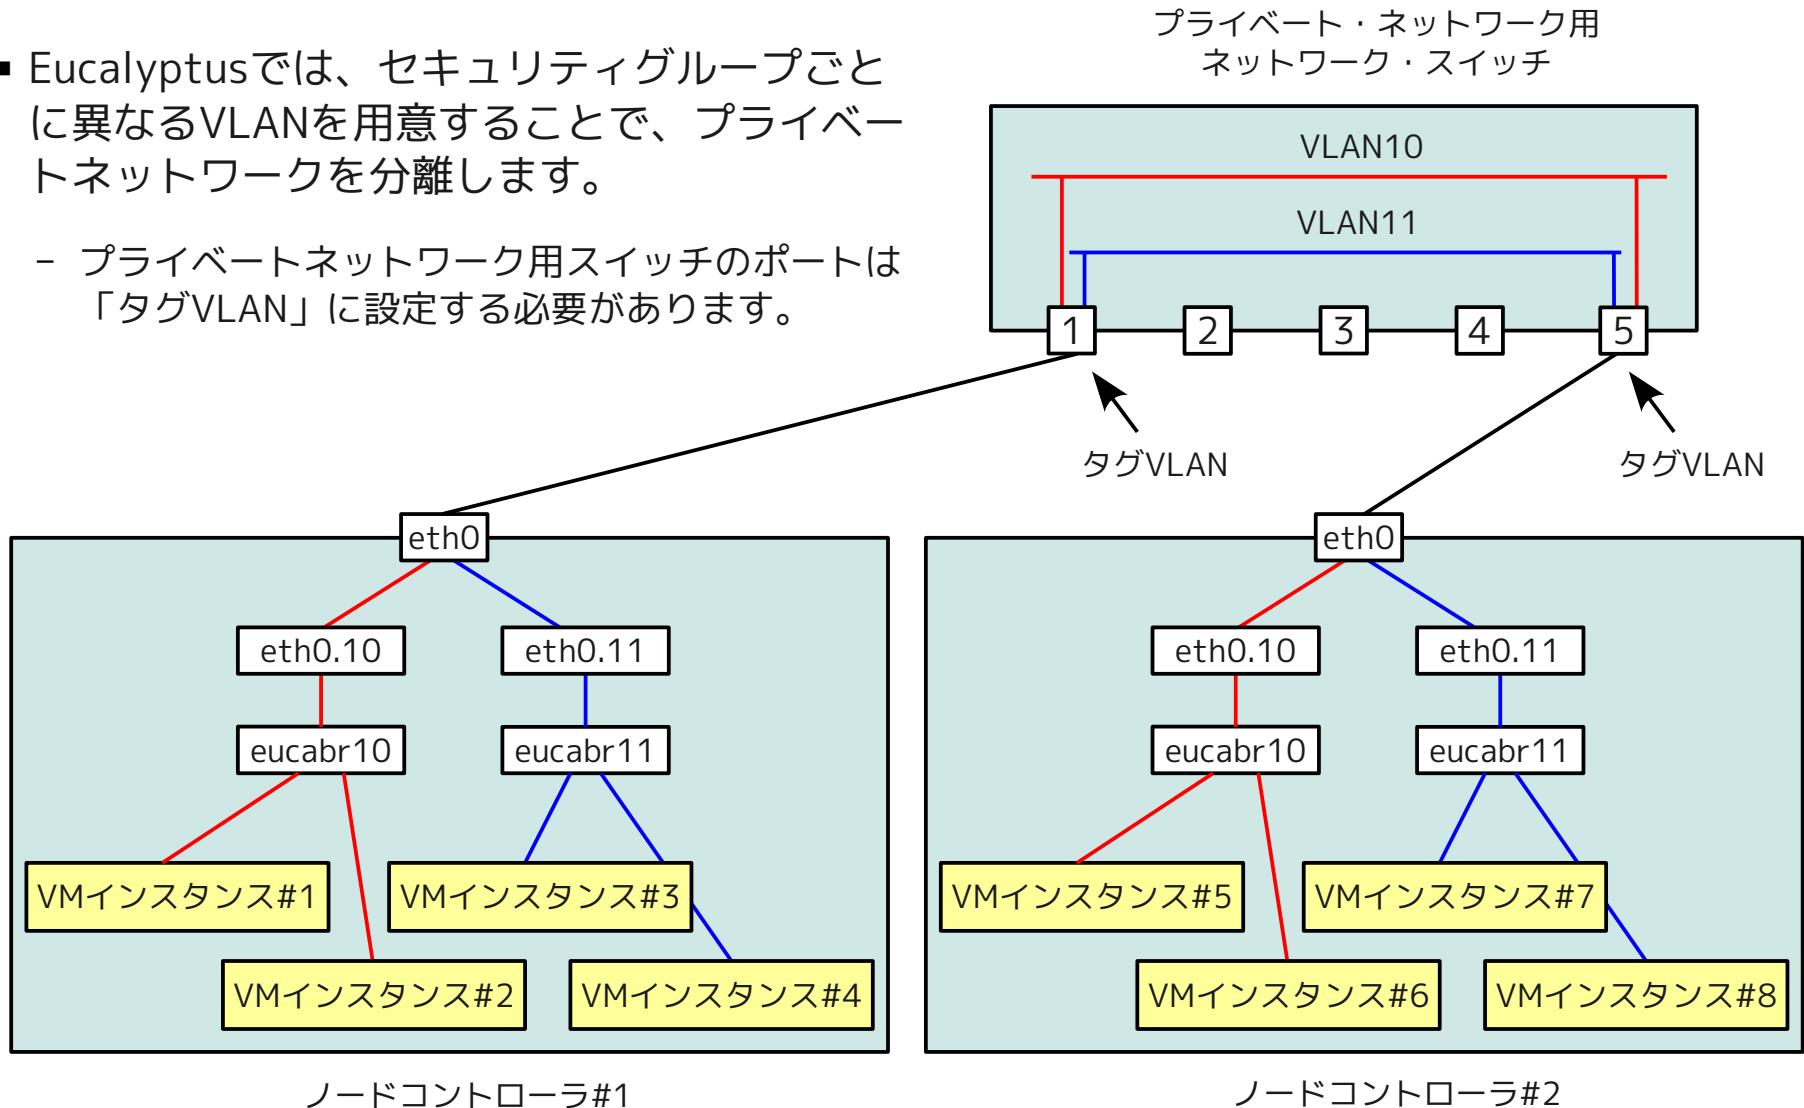 プライベート・ネットワーク用
ネットワーク・スイッチ
▪ Eucalyptusでは、セキュリティグループごと
に異なるVLANを用意することで、プライベー
トネットワークを分離します。
– プライベートネットワーク用スイッチのポートは
「タグVLAN」に設定する必要があります。
VLAN10
VLAN11
1 2 3 4 5
タグVLAN タグVLAN
eth0 eth0
eth0.10 eth0.11 eth0.10 eth0.11
eucabr10 eucabr11 eucabr10 eucabr11
VMインスタンス#1 VMインスタンス#3 VMインスタンス#5 VMインスタンス#7
VMインスタンス#2 VMインスタンス#4 VMインスタンス#6 VMインスタンス#8
ノードコントローラ#1 ノードコントローラ#2